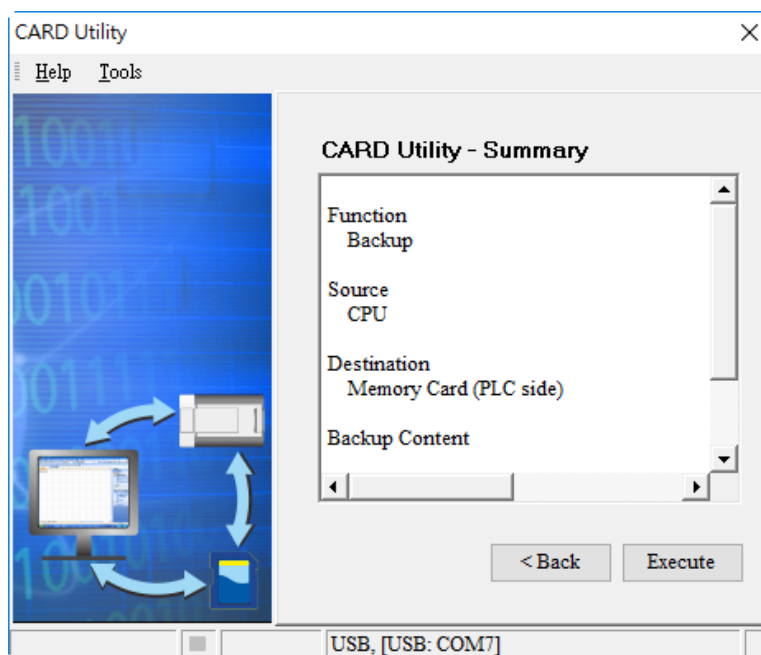 CARD Utility
Help Tools
CARD Utility - Summary
Function
Backup
Source
CPU
Destination
Memory Card (PLC side)
Backup Content
< Back Execute
USB, [USB: COM7]